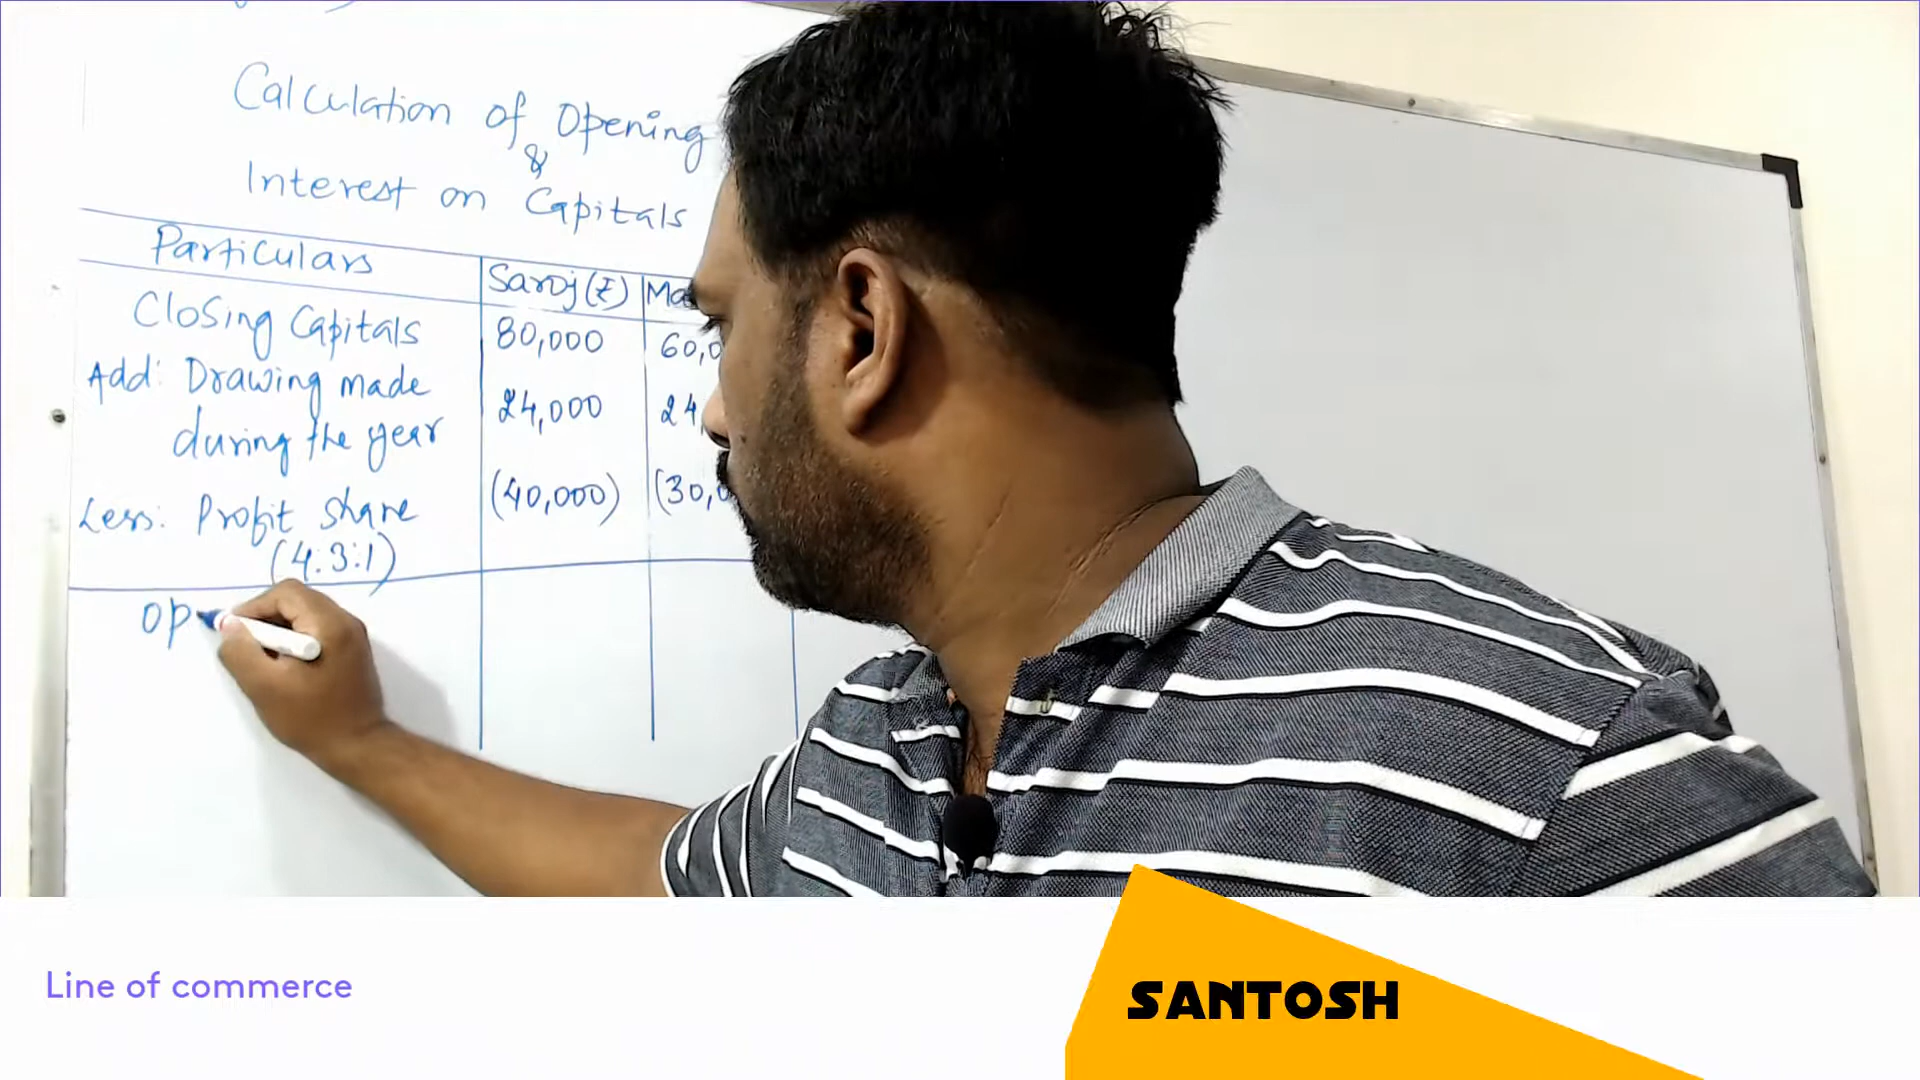 Calculation of Opening
&
Interest on Capitals
Particulars Saroj (₹)
Closing Capitals 80,000
Add: Drawing made 24,000
during the year
Less: Profit share (40,000)
(4:3:1)
Op
Line of commerce
SANTOSH